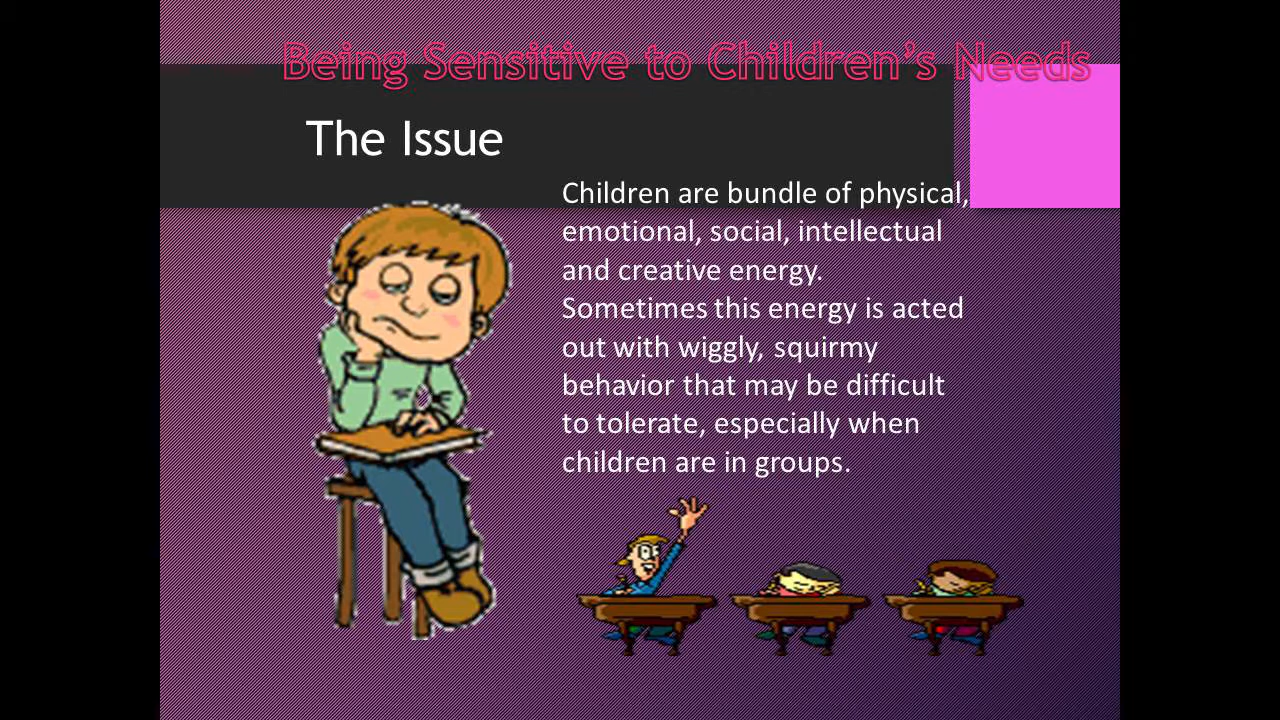 Being Sensitive to Children’s Needs
The Issue
Children are bundle of physical,
emotional, social, intellectual
and creative energy.
Sometimes this energy is acted
out with wiggly, squirmy
behavior that may be difficult
to tolerate, especially when
children are in groups.